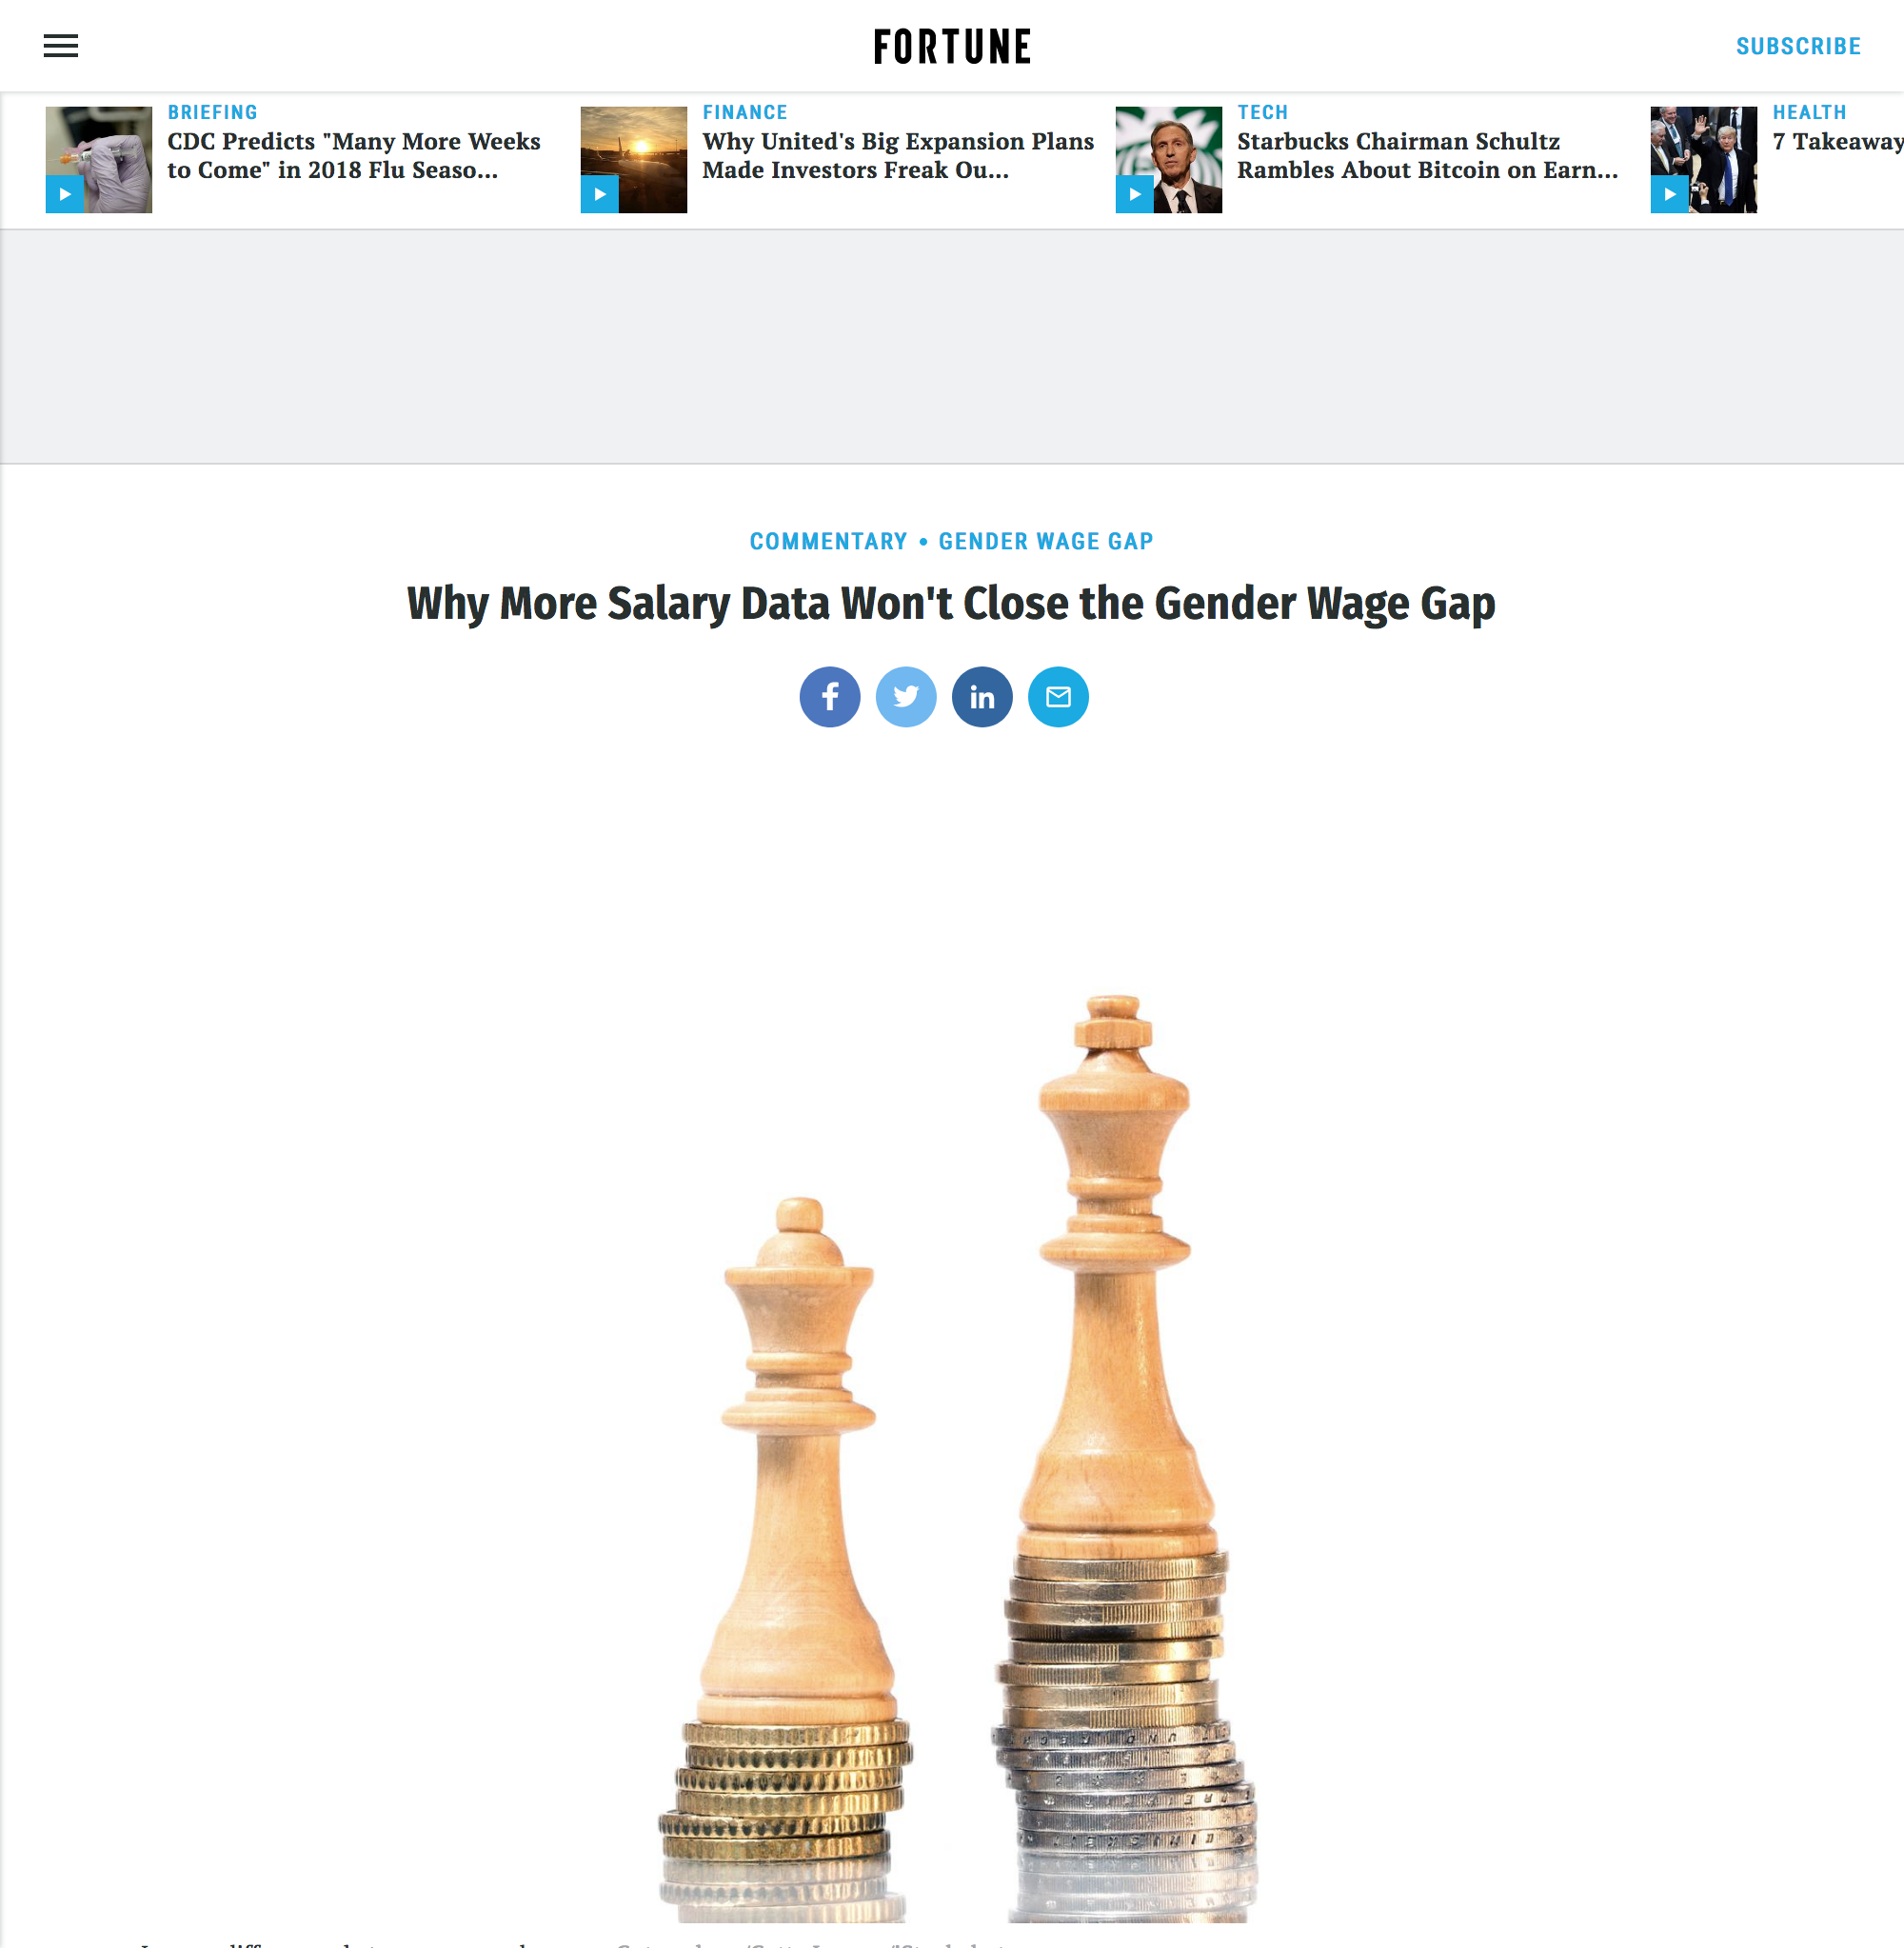 FORTUNE
SUBSCRIBE
BRIEFING
CDC Predicts "Many More Weeks
to Come" in 2018 Flu Seaso...
FINANCE
Why United's Big Expansion Plans
Made Investors Freak Ou...
TECH
Starbucks Chairman Schultz
Rambles About Bitcoin on Earn...
HEALTH
7 Takeaway
COMMENTARY • GENDER WAGE GAP
Why More Salary Data Won't Close the Gender Wage Gap
f
in